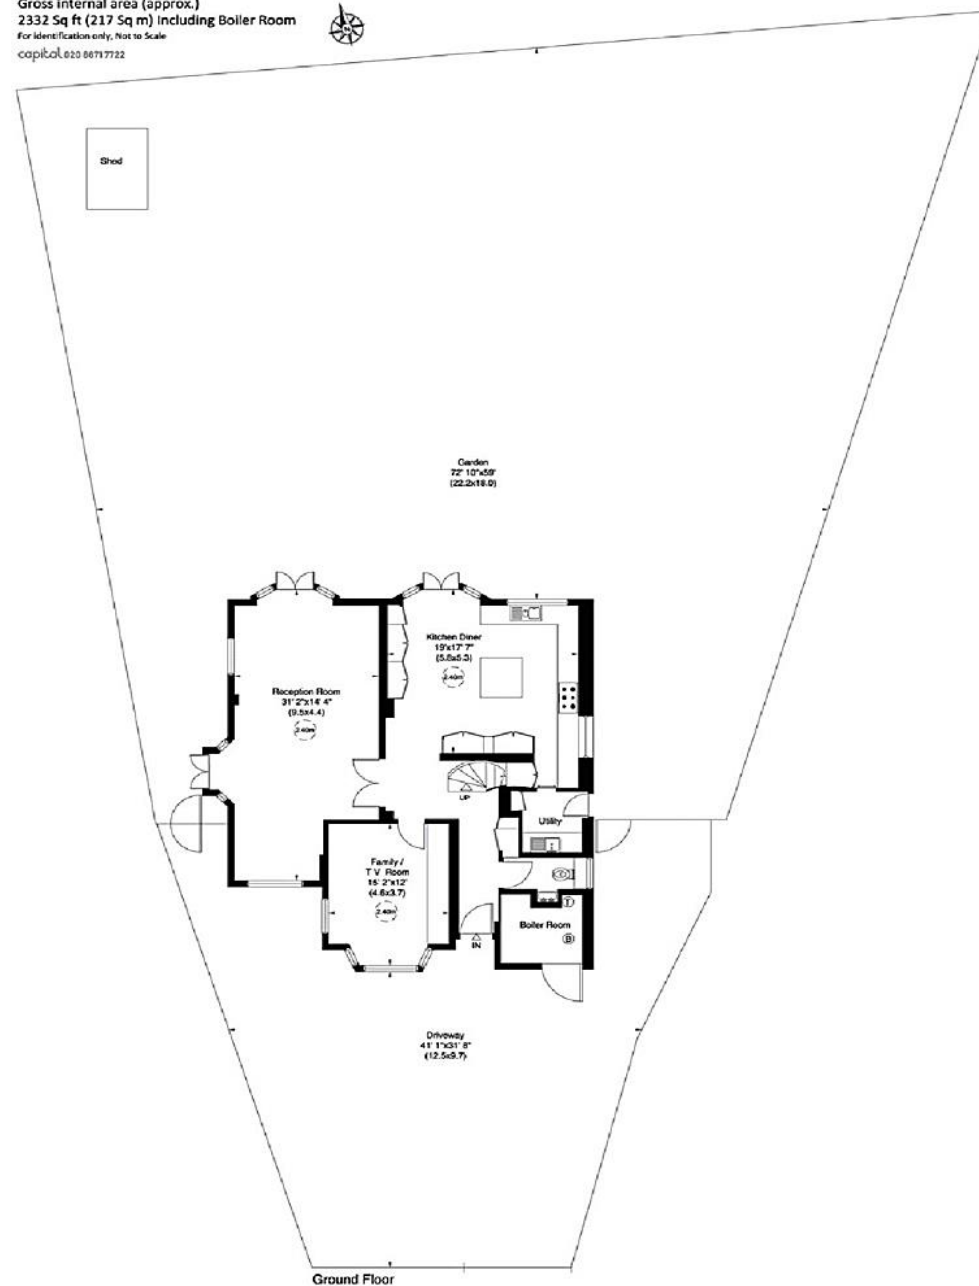 Gross internal area (approx.)
2332 Sq ft (217 Sq m) Including Boiler Room
For identification only, Not to Scale
capital 020 86717722
Shed
Garden
72' 10"x59'
(22.2x18.0)
Kitchen Diner
19'x17' 7"
(5.8x5.3)
2.40m
Reception Room
31' 2"x14' 4"
(9.5x4.4)
2.40m
UP
Utility
Family /
T V Room
15' 2"x12'
(4.6x3.7)
2.40m
T
Boiler Room
B
IN
Driveway
41' 1"x31' 8"
(12.5x9.7)
Ground Floor